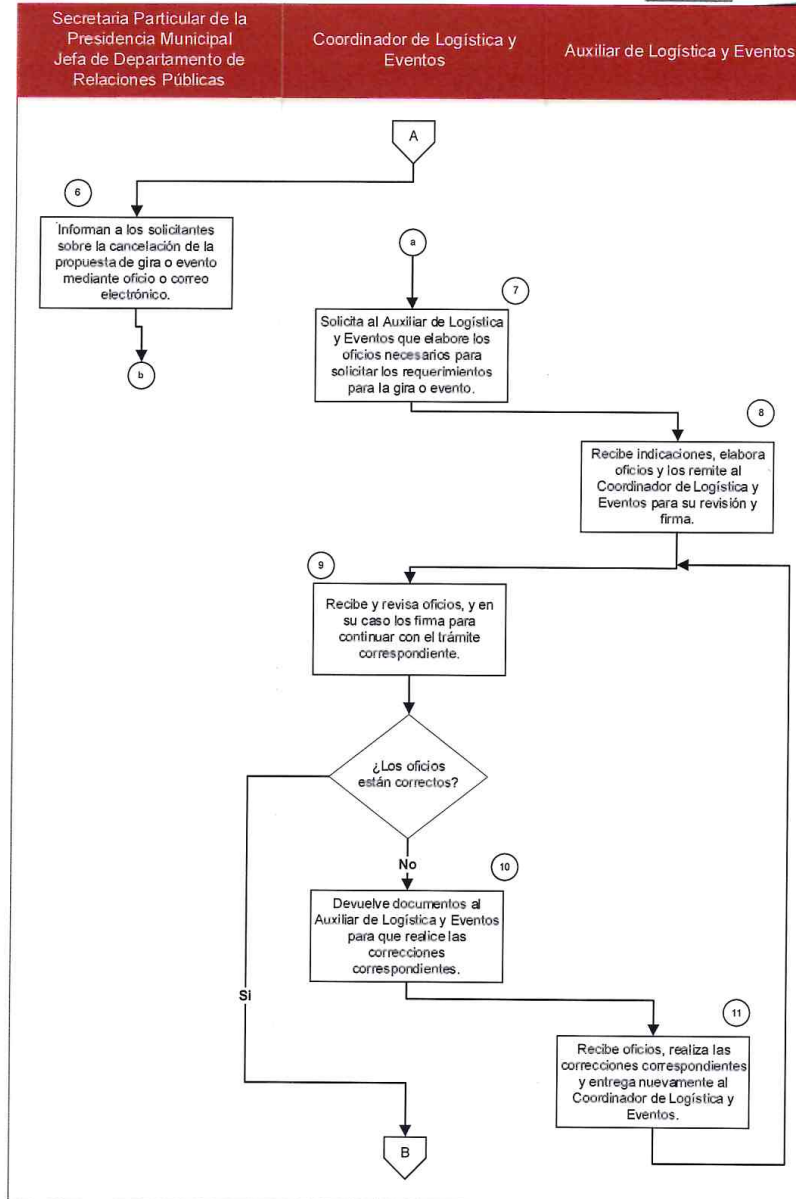 Secretaria Particular de la
Presidencia Municipal
Jefa de Departamento de
Relaciones Públicas
Coordinador de Logística y
Eventos
Auxiliar de Logística y Eventos
A
6
Informan a los solicitantes
sobre la cancelación de la
propuesta de gira o evento
mediante oficio o correo
electrónico.
b
a
7
Solicita al Auxiliar de Logística
y Eventos que elabore los
oficios necesarios para
solicitar los requerimientos
para la gira o evento.
8
Recibe indicaciones, elabora
oficios y los remite al
Coordinador de Logística y
Eventos para su revisión y
firma.
9
Recibe y revisa oficios, y en
su caso los firma para
continuar con el trámite
correspondiente.
¿Los oficios
están correctos?
No
10
Devuelve documentos al
Auxiliar de Logística y Eventos
para que realice las
correcciones
correspondientes.
Si
11
Recibe oficios, realiza las
correcciones correspondientes
y entrega nuevamente al
Coordinador de Logística y
Eventos.
B